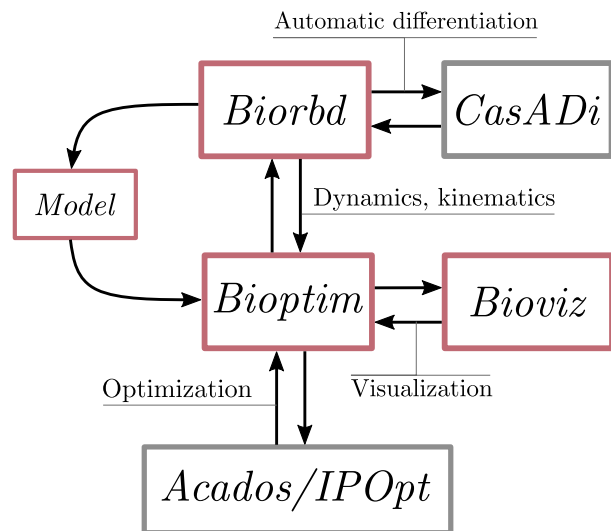 Automatic differentiation
Biorbd
CasADi
Model
Dynamics, kinematics
Bioptim
Bioviz
Optimization
Visualization
Acados/IPOpt